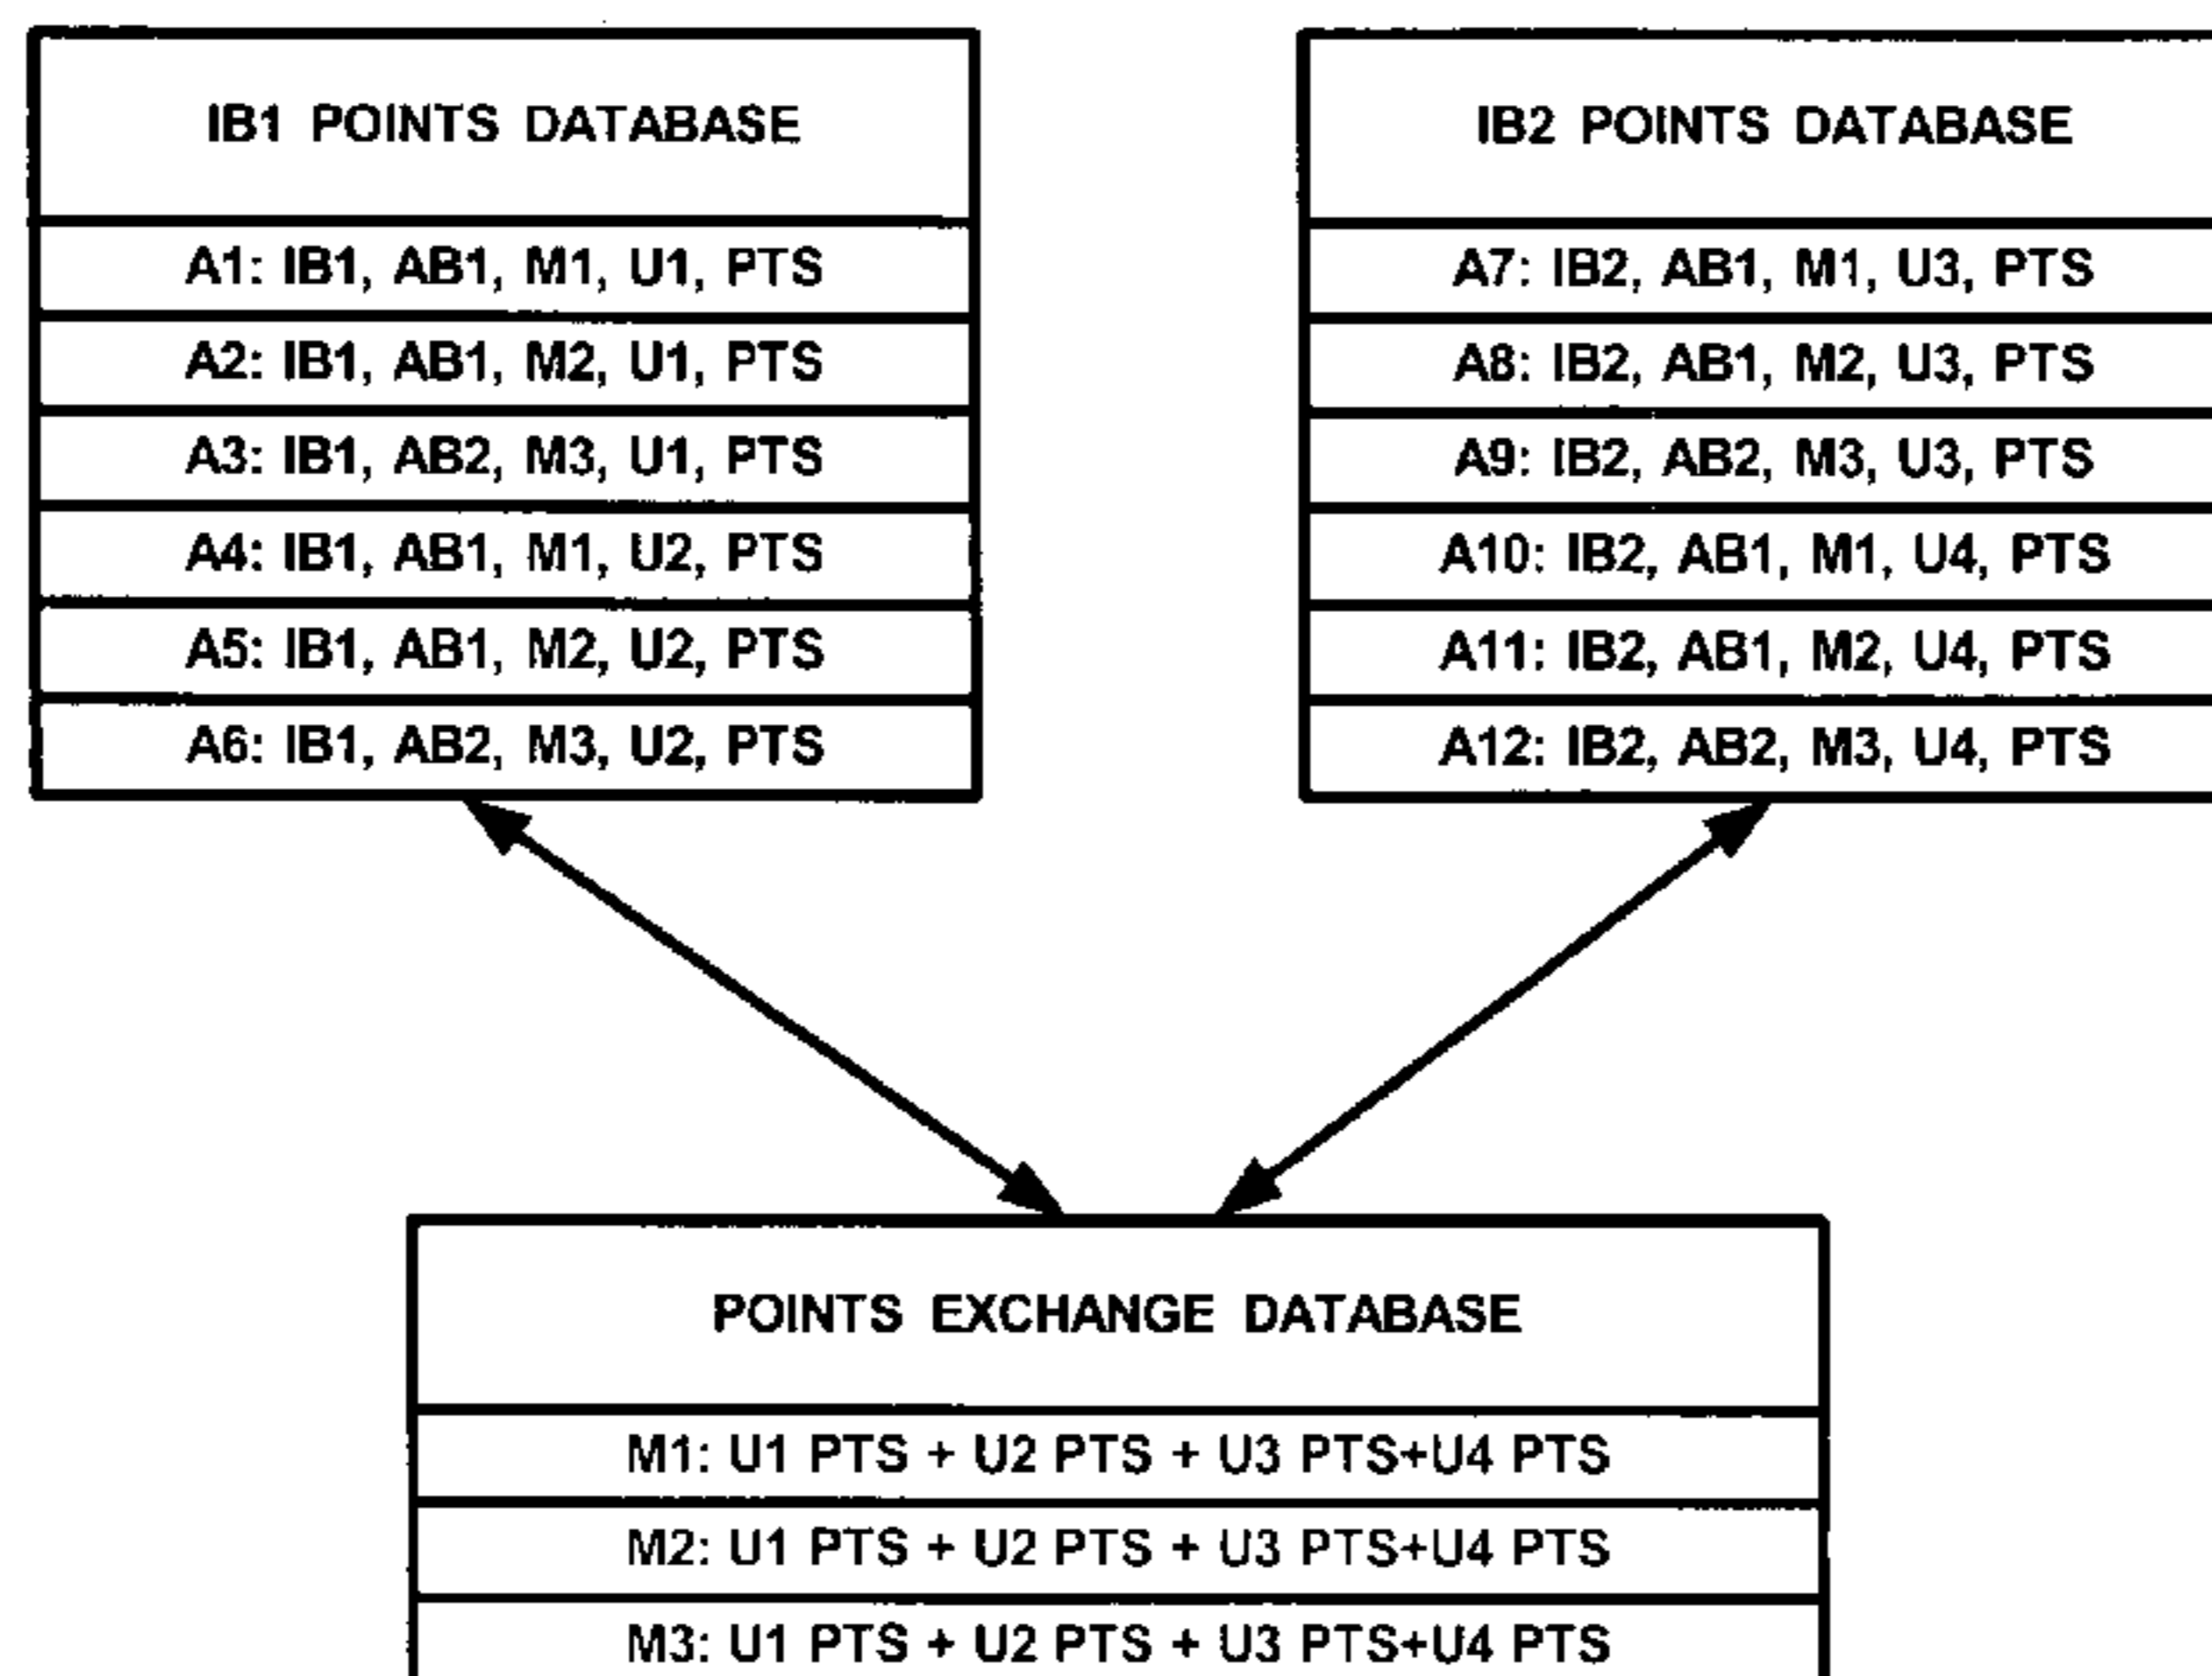 IB1 POINTS DATABASE
A1: IB1, AB1, M1, U1, PTS
A2: IB1, AB1, M2, U1, PTS
A3: IB1, AB2, M3, U1, PTS
A4: IB1, AB1, M1, U2, PTS
A5: IB1, AB1, M2, U2, PTS
A6: IB1, AB2, M3, U2, PTS
IB2 POINTS DATABASE
A7: IB2, AB1, M1, U3, PTS
A8: IB2, AB1, M2, U3, PTS
A9: IB2, AB2, M3, U3, PTS
A10: IB2, AB1, M1, U4, PTS
A11: IB2, AB1, M2, U4, PTS
A12: IB2, AB2, M3, U4, PTS
POINTS EXCHANGE DATABASE
M1: U1 PTS + U2 PTS + U3 PTS+U4 PTS
M2: U1 PTS + U2 PTS + U3 PTS+U4 PTS
M3: U1 PTS + U2 PTS + U3 PTS+U4 PTS